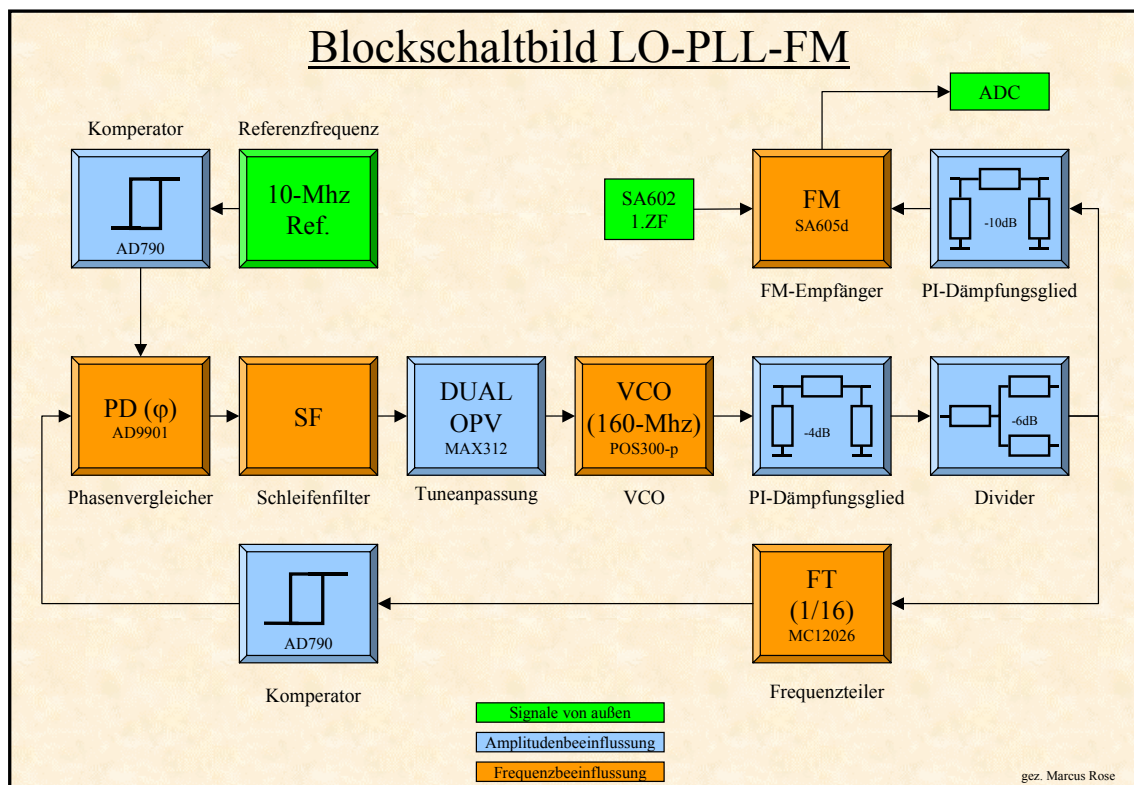 Blockschaltbild LO-PLL-FM
ADC
Komperator
Referenzfrequenz
AD790
10-Mhz
Ref.
SA602
1.ZF
FM
SA605d
-10dB
FM-Empfänger
PI-Dämpfungsglied
PD (φ)
AD9901
SF
DUAL
OPV
MAX312
VCO
(160-Mhz)
POS300-p
-4dB
-6dB
Phasenvergleicher
Schleifenfilter
Tuneanpassung
VCO
PI-Dämpfungsglied
Divider
AD790
FT
(1/16)
MC12026
Komperator
Frequenzteiler
Signale von außen
Amplitudenbeeinflussung
Frequenzbeeinflussung
gez. Marcus Rose